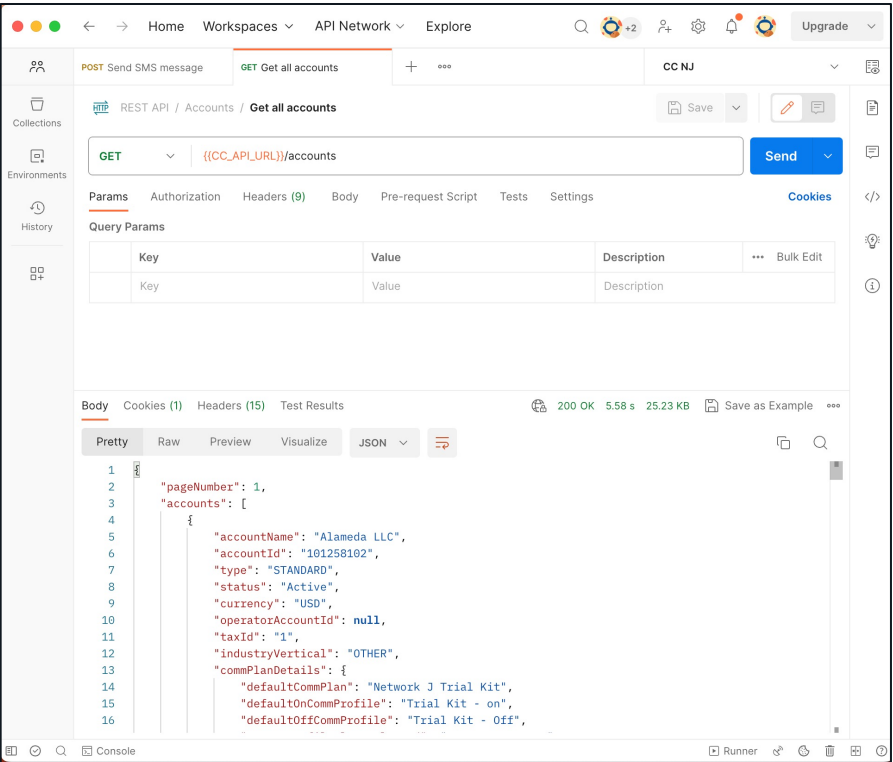 Home Workspaces API Network Explore +2 Upgrade
POST Send SMS message GET Get all accounts CC NJ
HTTP REST API / Accounts / Get all accounts Save
Collections
GET {{CC_API_URL}}/accounts Send
Environments
Params Authorization Headers (9) Body Pre-request Script Tests Settings Cookies
History
Query Params
Key Value Description Bulk Edit
Key Value Description
Body Cookies (1) Headers (15) Test Results 200 OK 5.58 s 25.23 KB Save as Example
Pretty Raw Preview Visualize JSON
1 {
2 "pageNumber": 1,
3 "accounts": [
4 {
5 "accountName": "Alameda LLC",
6 "accountId": "101258102",
7 "type": "STANDARD",
8 "status": "Active",
9 "currency": "USD",
10 "operatorAccountId": null,
11 "taxId": "1",
12 "industryVertical": "OTHER",
13 "commPlanDetails": {
14 "defaultCommPlan": "Network J Trial Kit",
15 "defaultOnCommProfile": "Trial Kit - on",
16 "defaultOffCommProfile": "Trial Kit - Off",
Console Runner